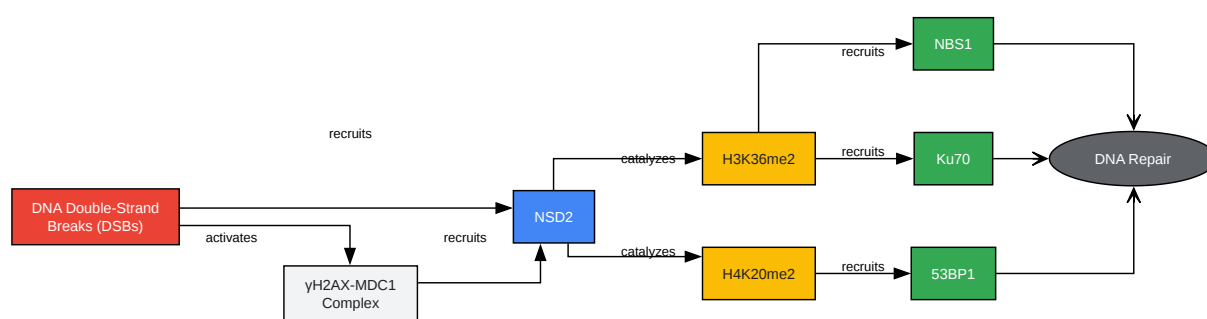 NBS1
recruits
recruits
catalyzes
H3K36me2
recruits
Ku70
DNA Repair
DNA Double-Strand
Breaks (DSBs)
NSD2
activates
recruits
catalyzes
H4K20me2
recruits
53BP1
γH2AX-MDC1
Complex